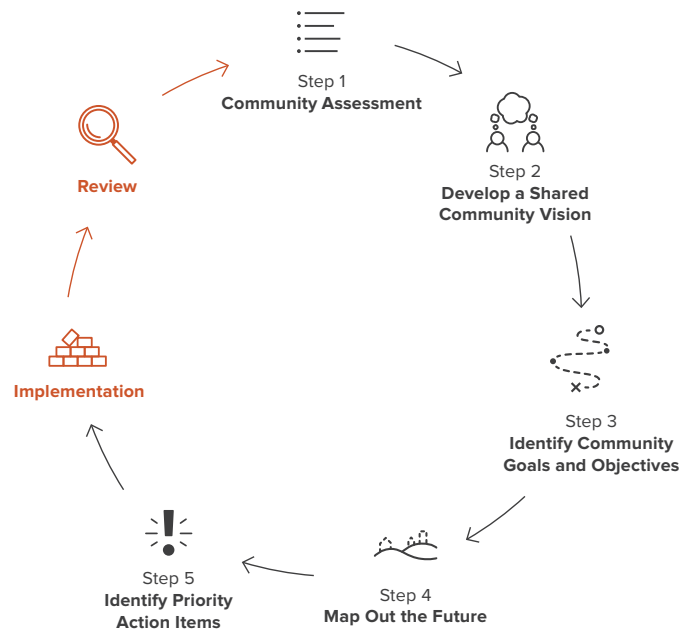 Step 1
Community Assessment
Step 2
Develop a Shared
Community Vision
Step 3
Identify Community
Goals and Objectives
Step 4
Map Out the Future
Step 5
Identify Priority
Action Items
Implementation
Review